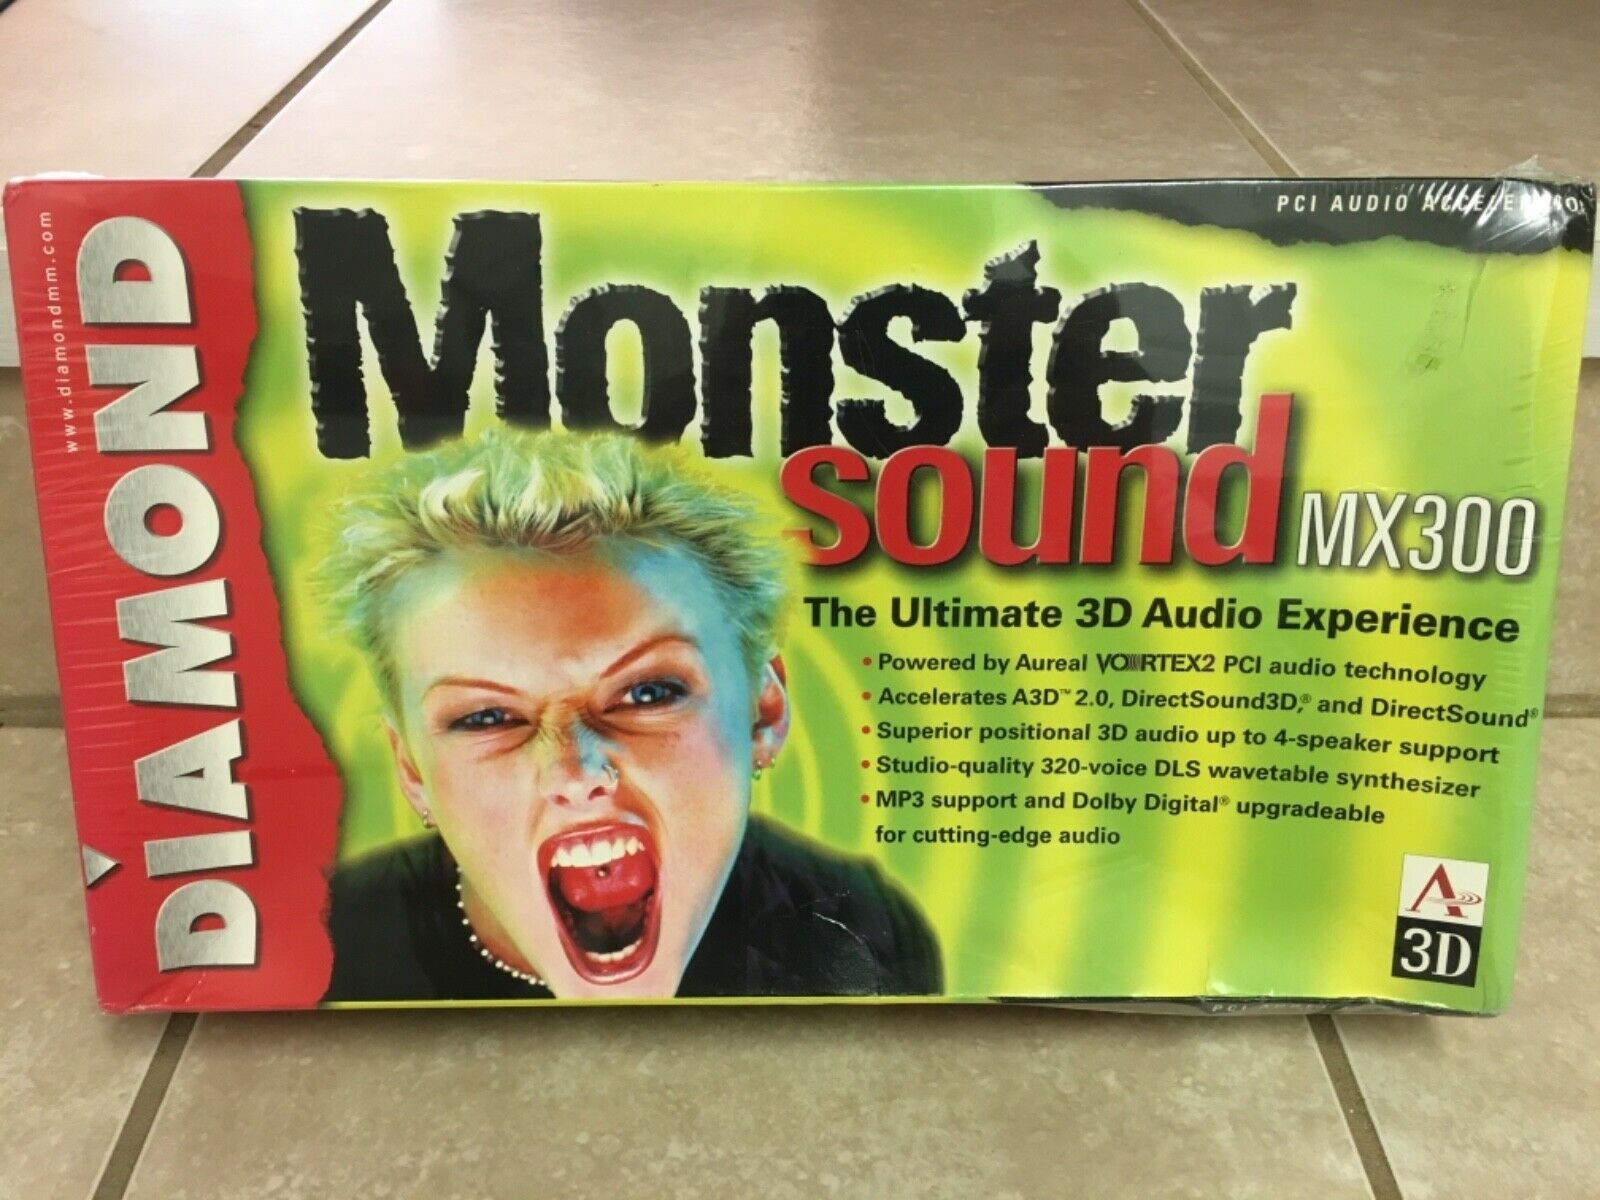 www.diamondmm.com
DIAMOND
PCI AUDIO ACCELERATOR
Monster
sound MX300
The Ultimate 3D Audio Experience
• Powered by Aureal VORTEX2 PCI audio technology
• Accelerates A3D™ 2.0, DirectSound3D,® and DirectSound®
• Superior positional 3D audio up to 4-speaker support
• Studio-quality 320-voice DLS wavetable synthesizer
• MP3 support and Dolby Digital® upgradeable
for cutting-edge audio
A
3D
PCI